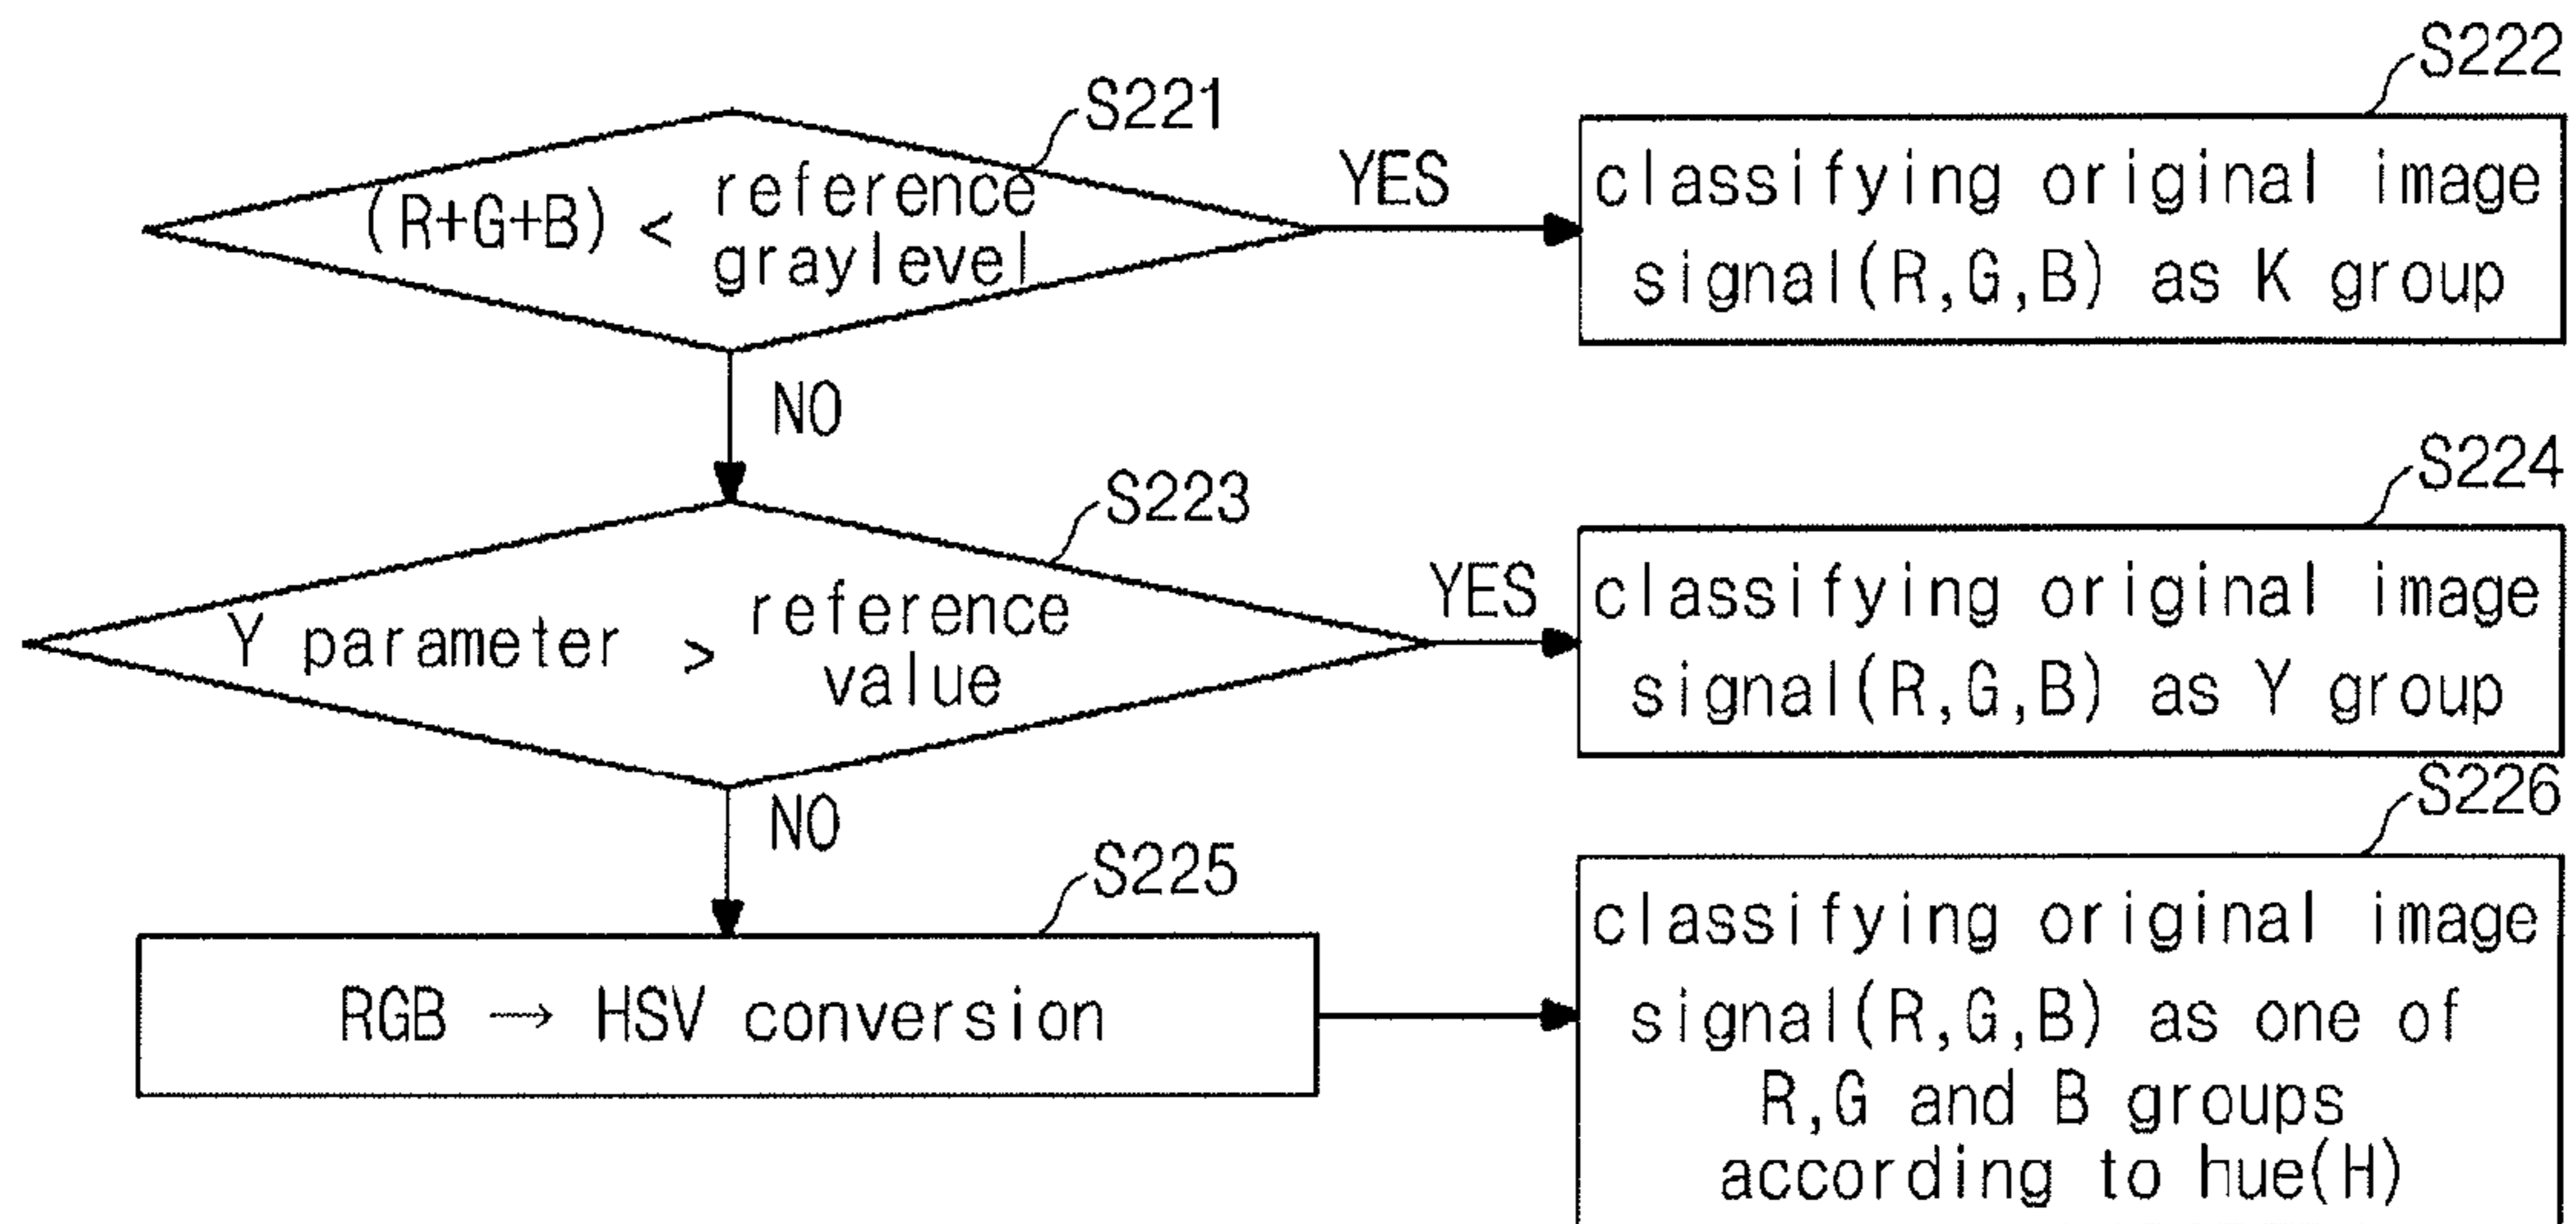 S221
(R+G+B) < reference
graylevel
YES
S222
classifying original image
signal(R,G,B) as K group
NO
S223
Y parameter > reference
value
YES
S224
classifying original image
signal(R,G,B) as Y group
NO
S225
RGB → HSV conversion
S226
classifying original image
signal(R,G,B) as one of
R,G and B groups
according to hue(H)